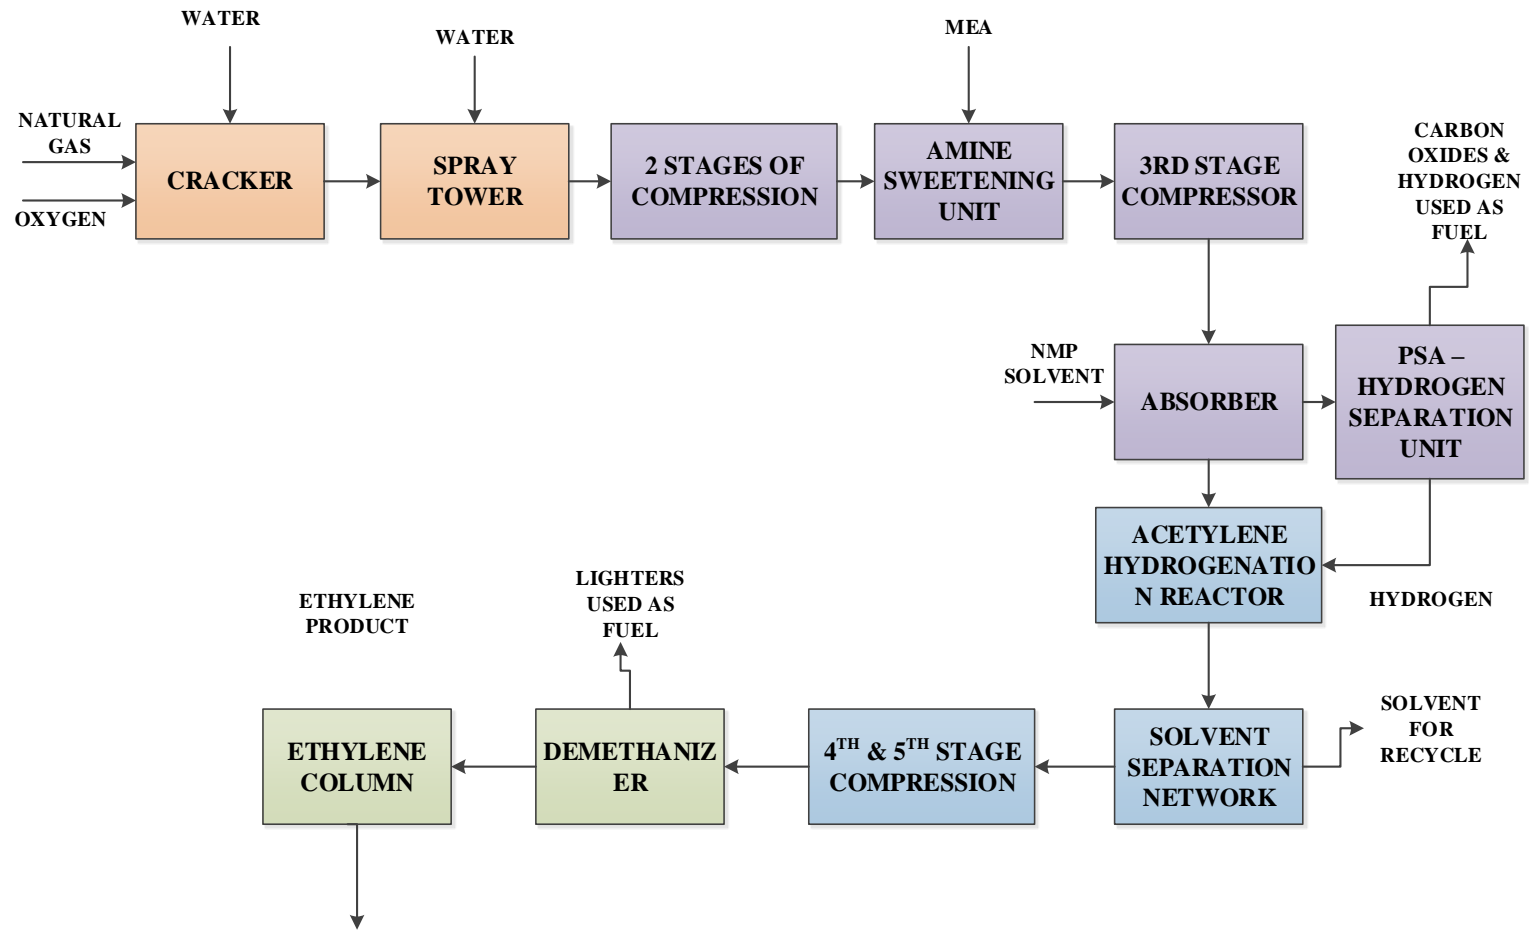 WATER
WATER
MEA
NATURAL
GAS
OXYGEN
CRACKER
SPRAY
TOWER
2 STAGES OF
COMPRESSION
AMINE
SWEETENING
UNIT
3RD STAGE
COMPRESSOR
CARBON
OXIDES &
HYDROGEN
USED AS
FUEL
NMP
SOLVENT
ABSORBER
PSA –
HYDROGEN
SEPARATION
UNIT
ACETYLENE
HYDROGENATIO
N REACTOR
HYDROGEN
ETHYLENE
PRODUCT
LIGHTERS
USED AS
FUEL
ETHYLENE
COLUMN
DEMETHANIZ
ER
4TH & 5TH STAGE
COMPRESSION
SOLVENT
SEPARATION
NETWORK
SOLVENT
FOR
RECYCLE